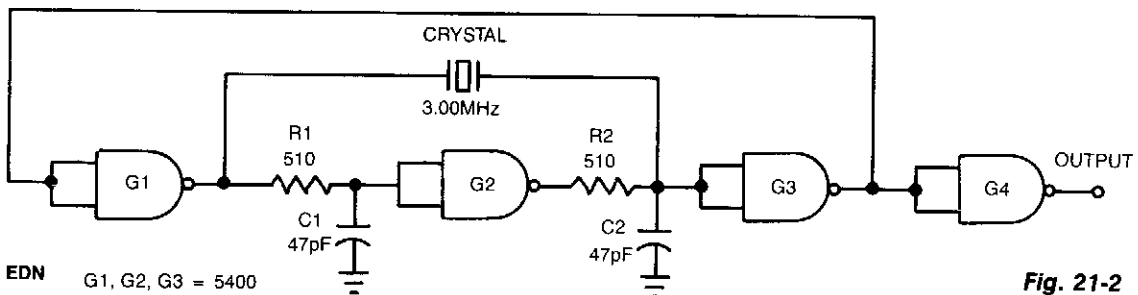 CRYSTAL
3.00MHz
R1
510
R2
510
G1
G2
G3
G4
OUTPUT
C1
47pF
C2
47pF
EDN
G1, G2, G3 = 5400
Fig. 21-2